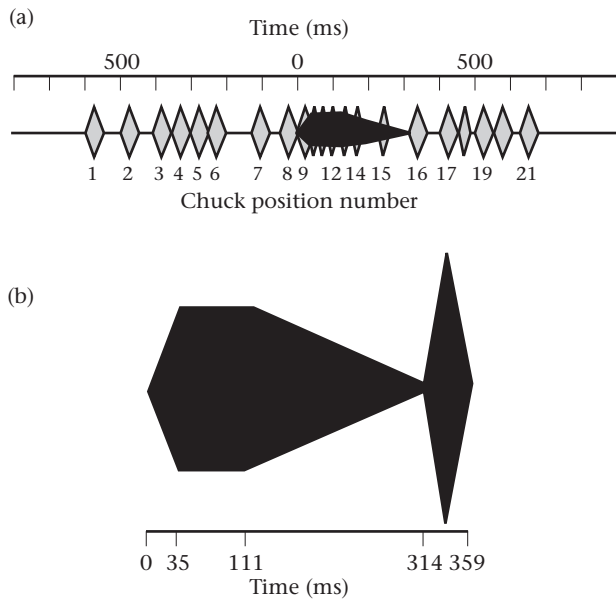 (a)
Time (ms)
500 0 500
1 2 3 4 5 6 7 8 9 12 14 15 16 17 19 21
Chuck position number
(b)
0 35 111 314 359
Time (ms)